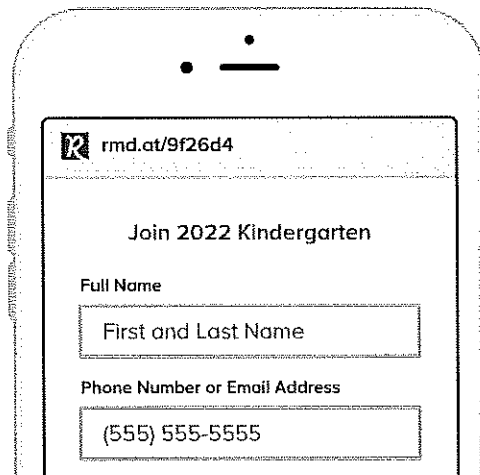 R rmd.at/9f26d4
Join 2022 Kindergarten
Full Name
First and Last Name
Phone Number or Email Address
(555) 555-5555